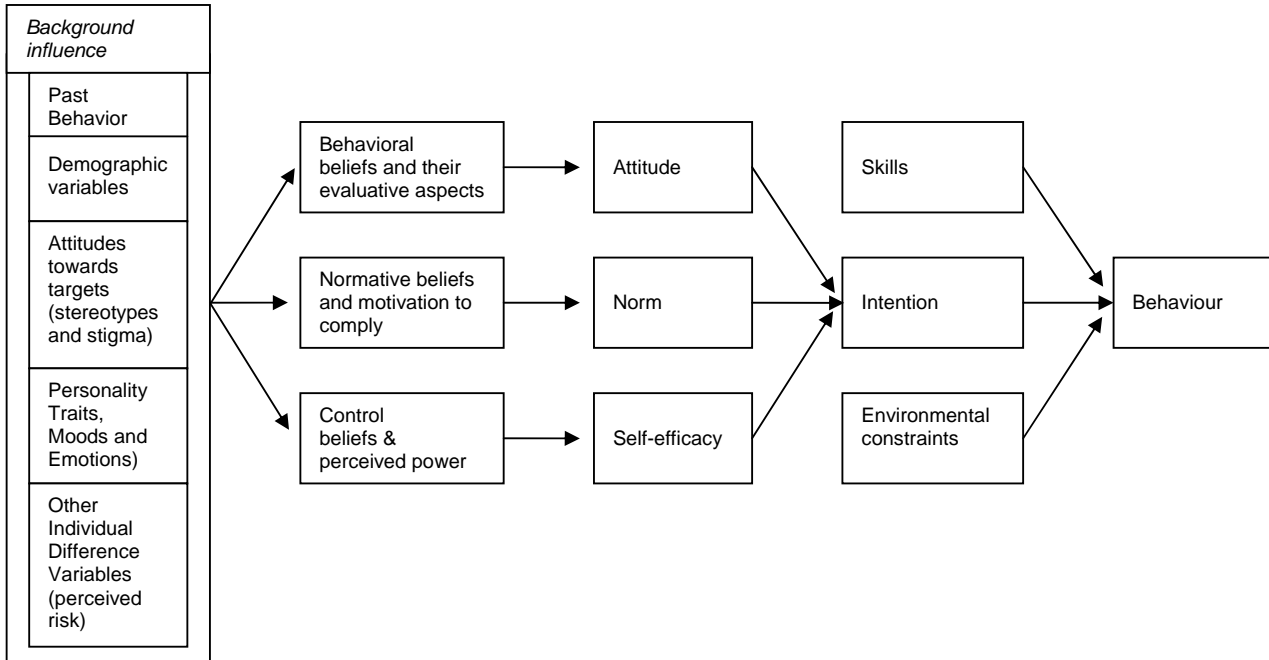 Background
influence
Past
Behavior
Demographic
variables
Attitudes
towards
targets
(stereotypes
and stigma)
Personality
Traits,
Moods and
Emotions)
Other
Individual
Difference
Variables
(perceived
risk)
Behavioral
beliefs and their
evaluative aspects
Normative beliefs
and motivation to
comply
Control
beliefs &
perceived power
Attitude
Norm
Self-efficacy
Skills
Intention
Environmental
constraints
Behaviour